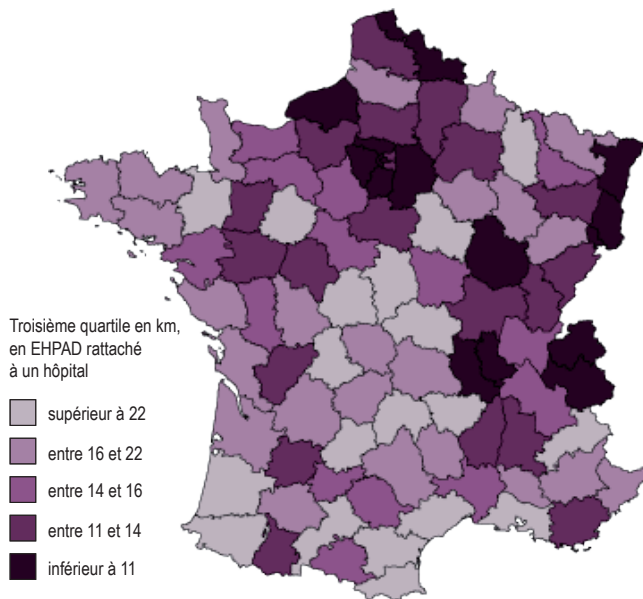 Troisième quartile en km,
en EHPAD rattaché
à un hôpital
supérieur à 22
entre 16 et 22
entre 14 et 16
entre 11 et 14
inférieur à 11